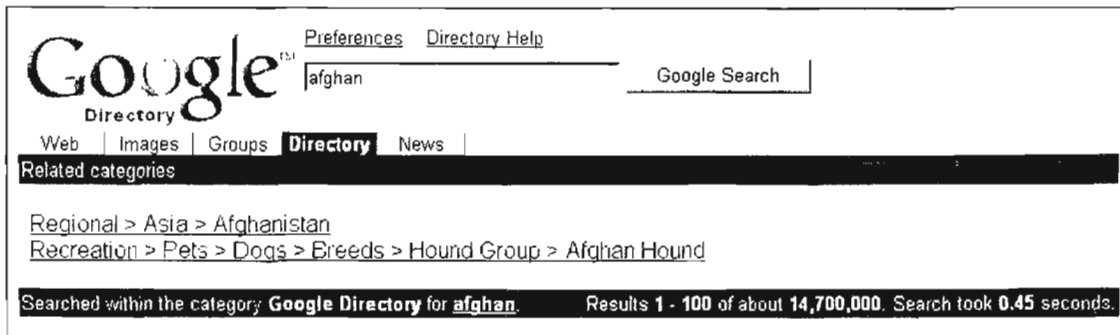 Preferences Directory Help
Google™
afghan Google Search
Directory
Web Images Groups Directory News
Related categories
Regional > Asia > Afghanistan
Recreation > Pets > Dogs > Breeds > Hound Group > Afghan Hound
Searched within the category Google Directory for afghan. Results 1 - 100 of about 14,700,000. Search took 0.45 seconds.